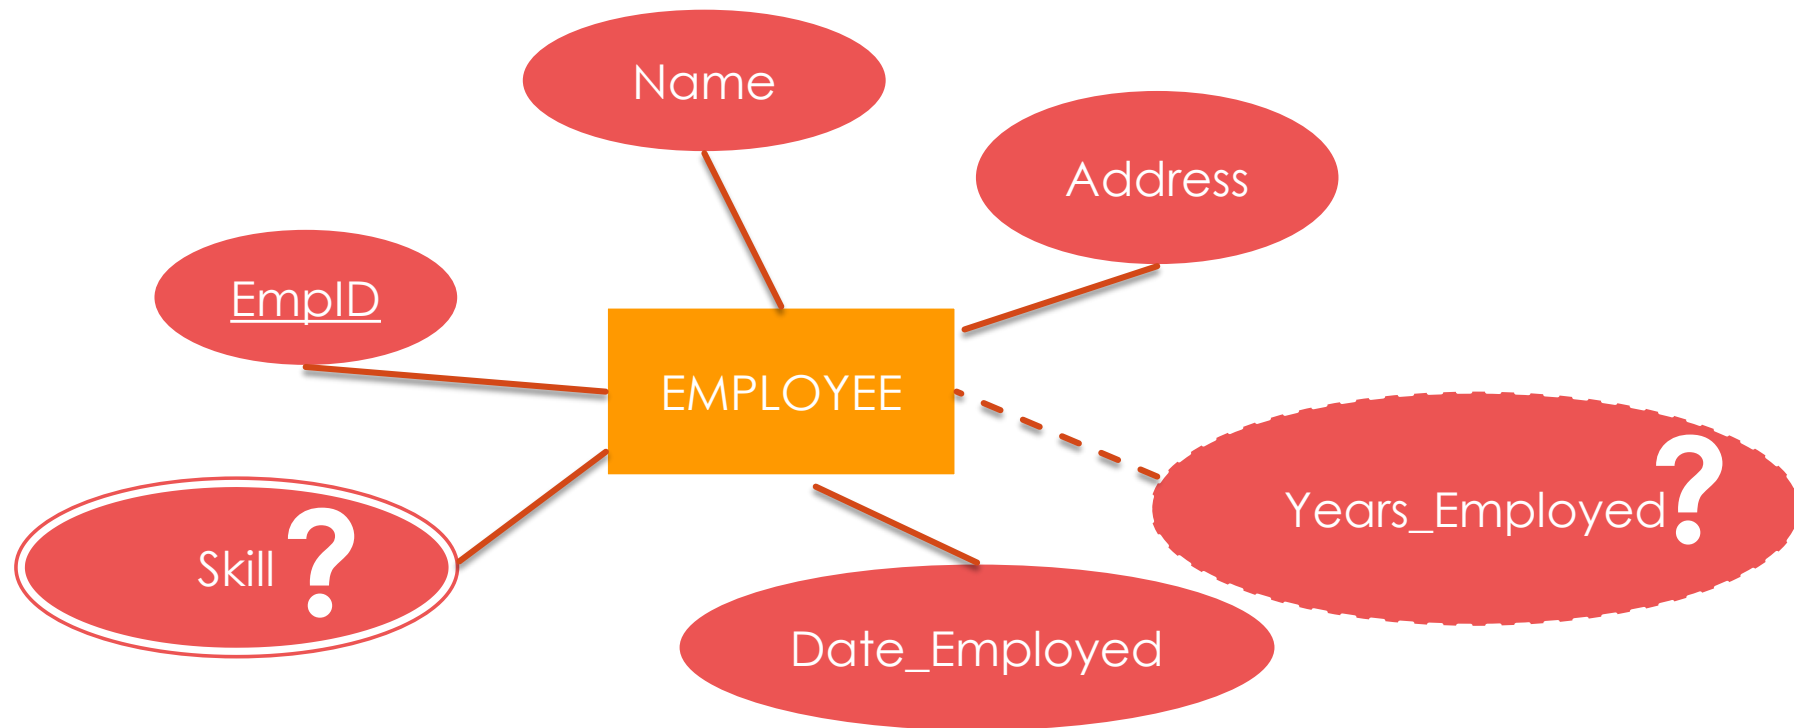 Name
Address
EmpID
EMPLOYEE
Years_Employed?
Skill ?
Date_Employed